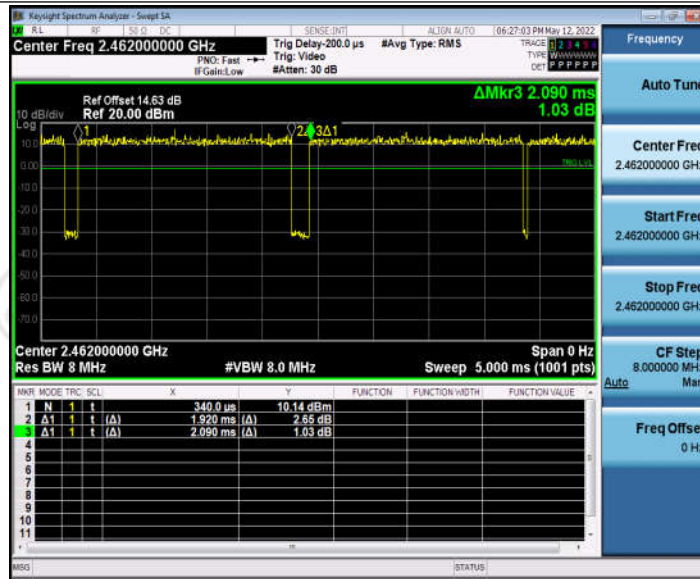 Keysight Spectrum Analyzer - Swept SA
RL RF 50 Ω DC SENSE:INT ALIGN AUTO 06:27:03 PM May 12, 2022
Center Freq 2.462000000 GHz Trig Delay-200.0 µs #Avg Type: RMS TRACE 1 2 3 4 5 6
PNO: Fast Trig: Video TYPE WWWWWW
IFGain:Low #Atten: 30 dB DET P P P P P P
ΔMkr3 2.090 ms
1.03 dB
Ref Offset 14.63 dB
10 dB/div Ref 20.00 dBm
Log
1 2Δ 3Δ1
10.0
0.00
TRIG LVL
-10.0
-20.0
-30.0
-40.0
-50.0
-60.0
-70.0
Center 2.462000000 GHz Span 0 Hz
Res BW 8 MHz #VBW 8.0 MHz Sweep 5.000 ms (1001 pts)
MKR MODE TRC SCL X Y FUNCTION FUNCTION WIDTH FUNCTION VALUE
1 N 1 t 340.0 µs 10.14 dBm
2 Δ1 1 t (Δ) 1.920 ms (Δ) 2.65 dB
3 Δ1 1 t (Δ) 2.090 ms (Δ) 1.03 dB
4
5
6
7
8
9
10
11
MSG STATUS
Frequency
Auto Tune
Center Freq
2.462000000 GHz
Start Freq
2.462000000 GHz
Stop Freq
2.462000000 GHz
CF Step
8.000000 MHz
Auto Man
Freq Offset
0 Hz